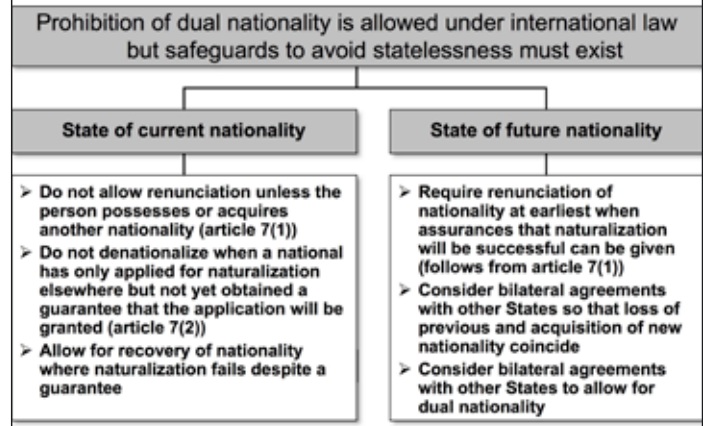 Prohibition of dual nationality is allowed under international law
but safeguards to avoid statelessness must exist
State of current nationality
➢ Do not allow renunciation unless the
person possesses or acquires
another nationality (article 7(1))
➢ Do not denationalize when a national
has only applied for naturalization
elsewhere but not yet obtained a
guarantee that the application will be
granted (article 7(2))
➢ Allow for recovery of nationality
where naturalization fails despite a
guarantee
State of future nationality
➢ Require renunciation of
nationality at earliest when
assurances that naturalization
will be successful can be given
(follows from article 7(1))
➢ Consider bilateral agreements
with other States so that loss of
previous and acquisition of new
nationality coincide
➢ Consider bilateral agreements
with other States to allow for
dual nationality